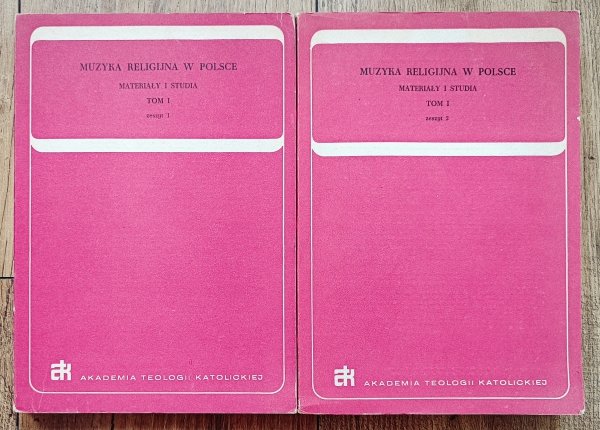 MUZYKA RELIGIJNA W POLSCE
MATERIAŁY I STUDIA
TOM I
zeszyt 1
atk AKADEMIA TEOLOGII KATOLICKIEJ
MUZYKA RELIGIJNA W POLSCE
MATERIAŁY I STUDIA
TOM I
zeszyt 2
atk AKADEMIA TEOLOGII KATOLICKIEJ